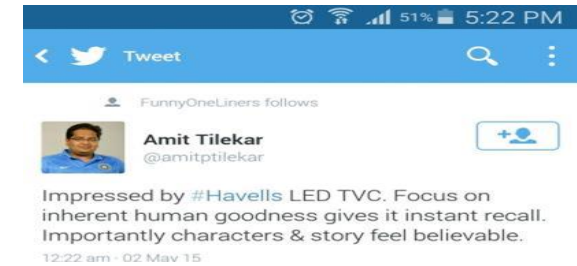 51% 5:22 PM
Tweet
FunnyOneLiners follows
Amit Tilekar
@amitptilekar
Impressed by #Havells LED TVC. Focus on
inherent human goodness gives it instant recall.
Importantly characters & story feel believable.
12:22 am · 02 May 15